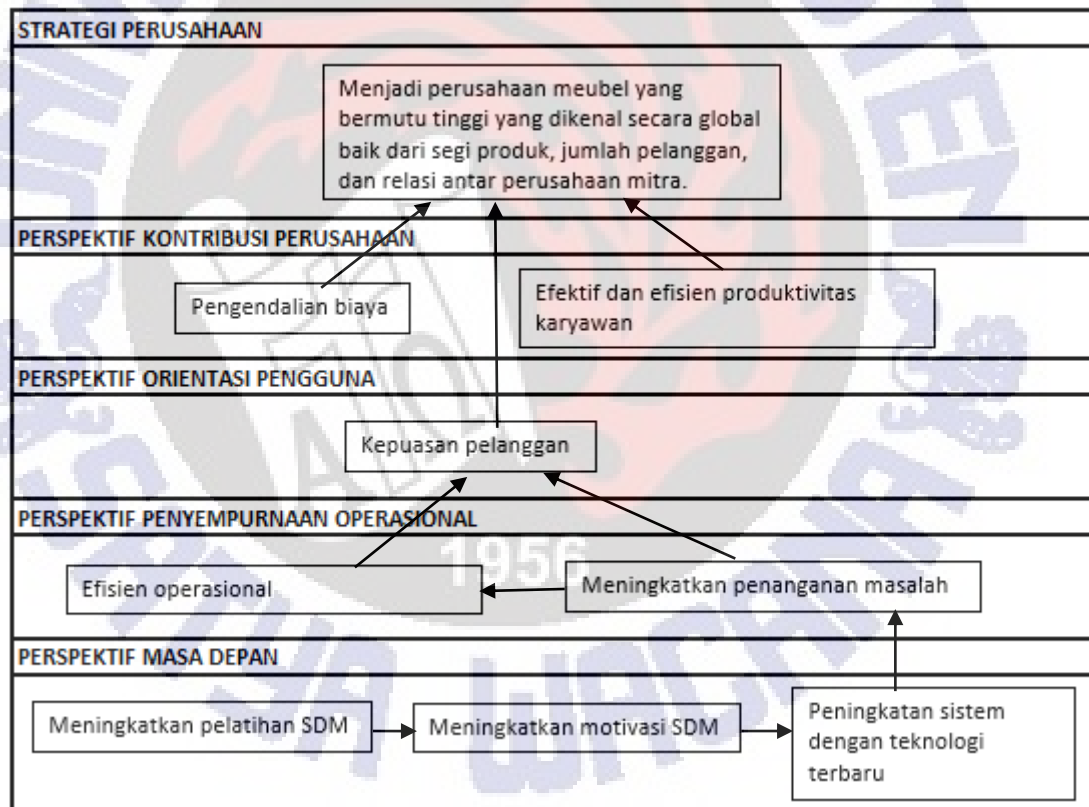 STRATEGI PERUSAHAAN
Menjadi perusahaan meubel yang
bermutu tinggi yang dikenal secara global
baik dari segi produk, jumlah pelanggan,
dan relasi antar perusahaan mitra.
PERSPEKTIF KONTRIBUSI PERUSAHAAN
Pengendalian biaya
Efektif dan efisien produktivitas
karyawan
PERSPEKTIF ORIENTASI PENGGUNA
Kepuasan pelanggan
PERSPEKTIF PENYEMPURNAAN OPERASIONAL
1956
Efisien operasional
Meningkatkan penanganan masalah
PERSPEKTIF MASA DEPAN
Meningkatkan pelatihan SDM
Meningkatkan motivasi SDM
Peningkatan sistem
dengan teknologi
terbaru
WACANA